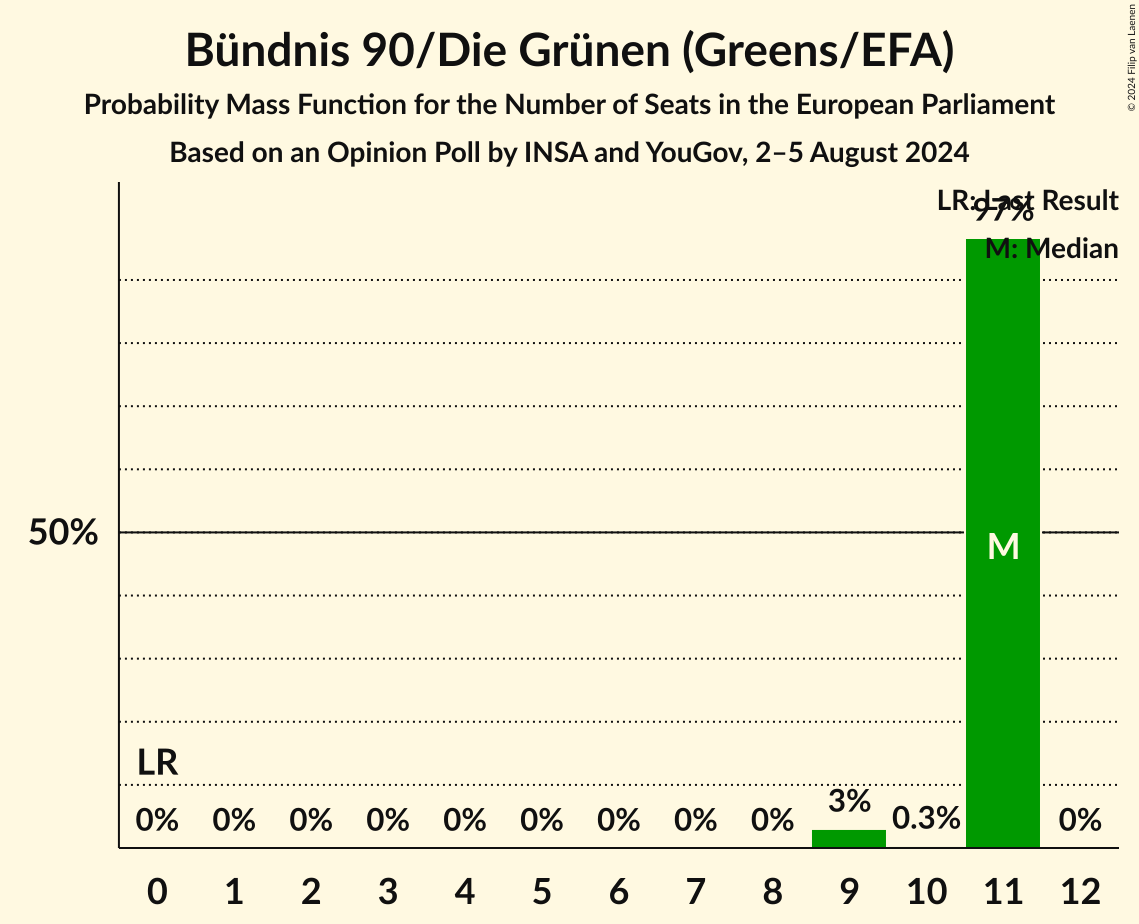 Bündnis 90/Die Grünen (Greens/EFA)
Probability Mass Function for the Number of Seats in the European Parliament
Based on an Opinion Poll by INSA and YouGov, 2–5 August 2024
© 2024 Filip van Laenen
LR: Last Result
97%
M: Median
50%
M
LR
0% 0% 0% 0% 0% 0% 0% 0% 0% 3% 0.3% 0%
0 1 2 3 4 5 6 7 8 9 10 11 12